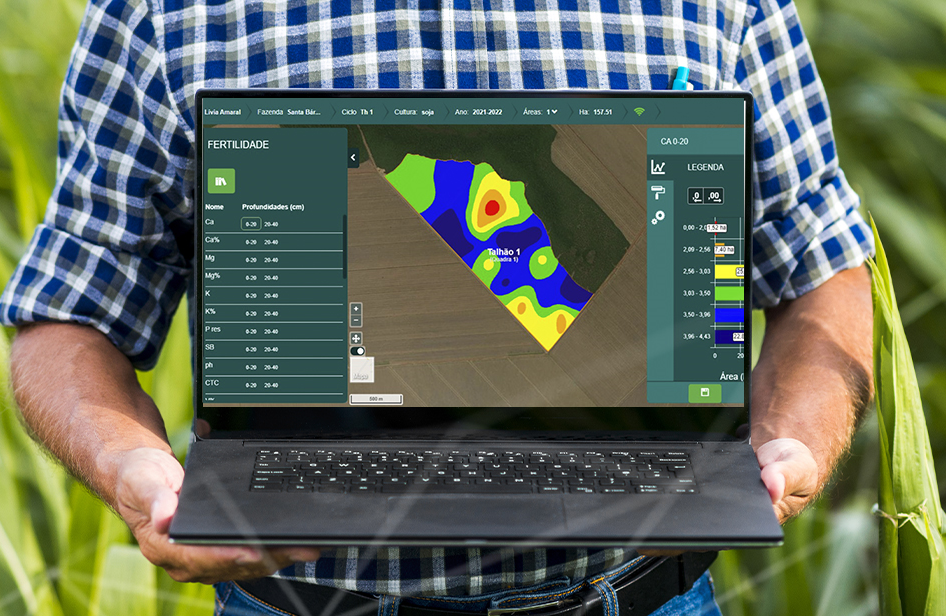 Livia Amaral Fazenda Santa Bár... Ciclo Th 1 Cultura: soja Ano: 2021-2022 Áreas: 1 Ha: 157.51
FERTILIDADE
Nome Profundidades (cm)
Ca 0-20 20-40
Ca% 0-20 20-40
Mg 0-20 20-40
Mg% 0-20 20-40
K 0-20 20-40
K% 0-20 20-40
P res 0-20 20-40
SB 0-20 20-40
ph 0-20 20-40
CTC 0-20 20-40
Talhão 1
(Quadra 1)
+
−
500 m
CA 0-20
LEGENDA
,0 ,00
0,00 - 2,0 1.52 ha
2,09 - 2,56 7.40 ha
2,56 - 3,03 25
3,03 - 3,50
3,50 - 3,96
3,96 - 4,43 22.8
0 20
Área (